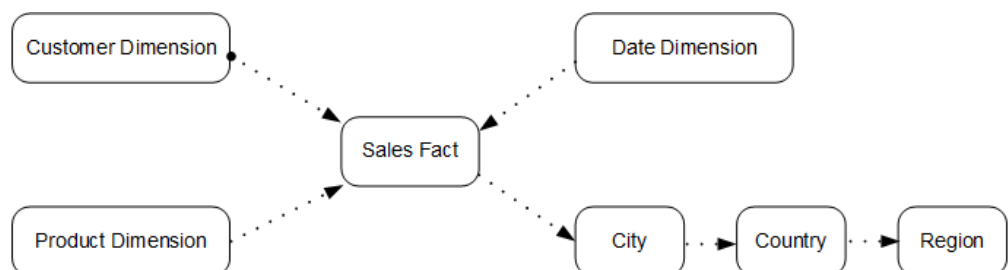 Customer Dimension
Date Dimension
Sales Fact
Product Dimension
City
Country
Region